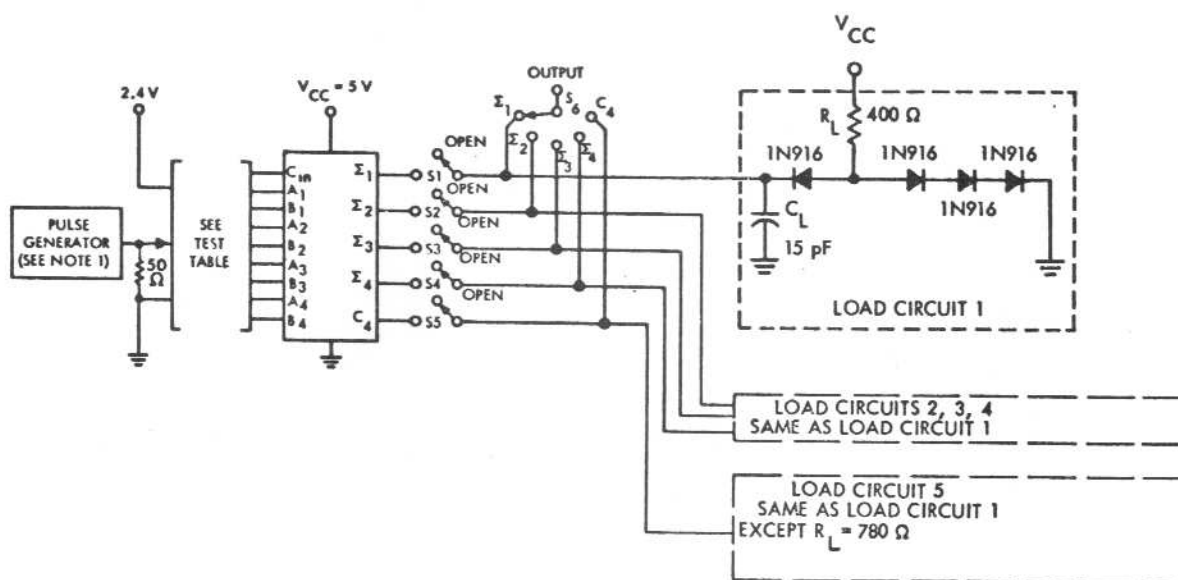 2.4 V
PULSE
GENERATOR
(SEE NOTE 1)
50
Ω
SEE
TEST
TABLE
VCC = 5 V
Cin
A1
B1
A2
B2
A3
B3
A4
B4
Σ1
Σ2
Σ3
Σ4
C4
S1
S2
S3
S4
S5
OPEN
OPEN
OPEN
OPEN
OPEN
OUTPUT
S6
Σ1
Σ2
Σ3
Σ4
C4
VCC
RL
400 Ω
1N916
1N916
1N916
1N916
CL
15 pF
LOAD CIRCUIT 1
LOAD CIRCUITS 2, 3, 4
SAME AS LOAD CIRCUIT 1
LOAD CIRCUIT 5
SAME AS LOAD CIRCUIT 1
EXCEPT RL = 780 Ω